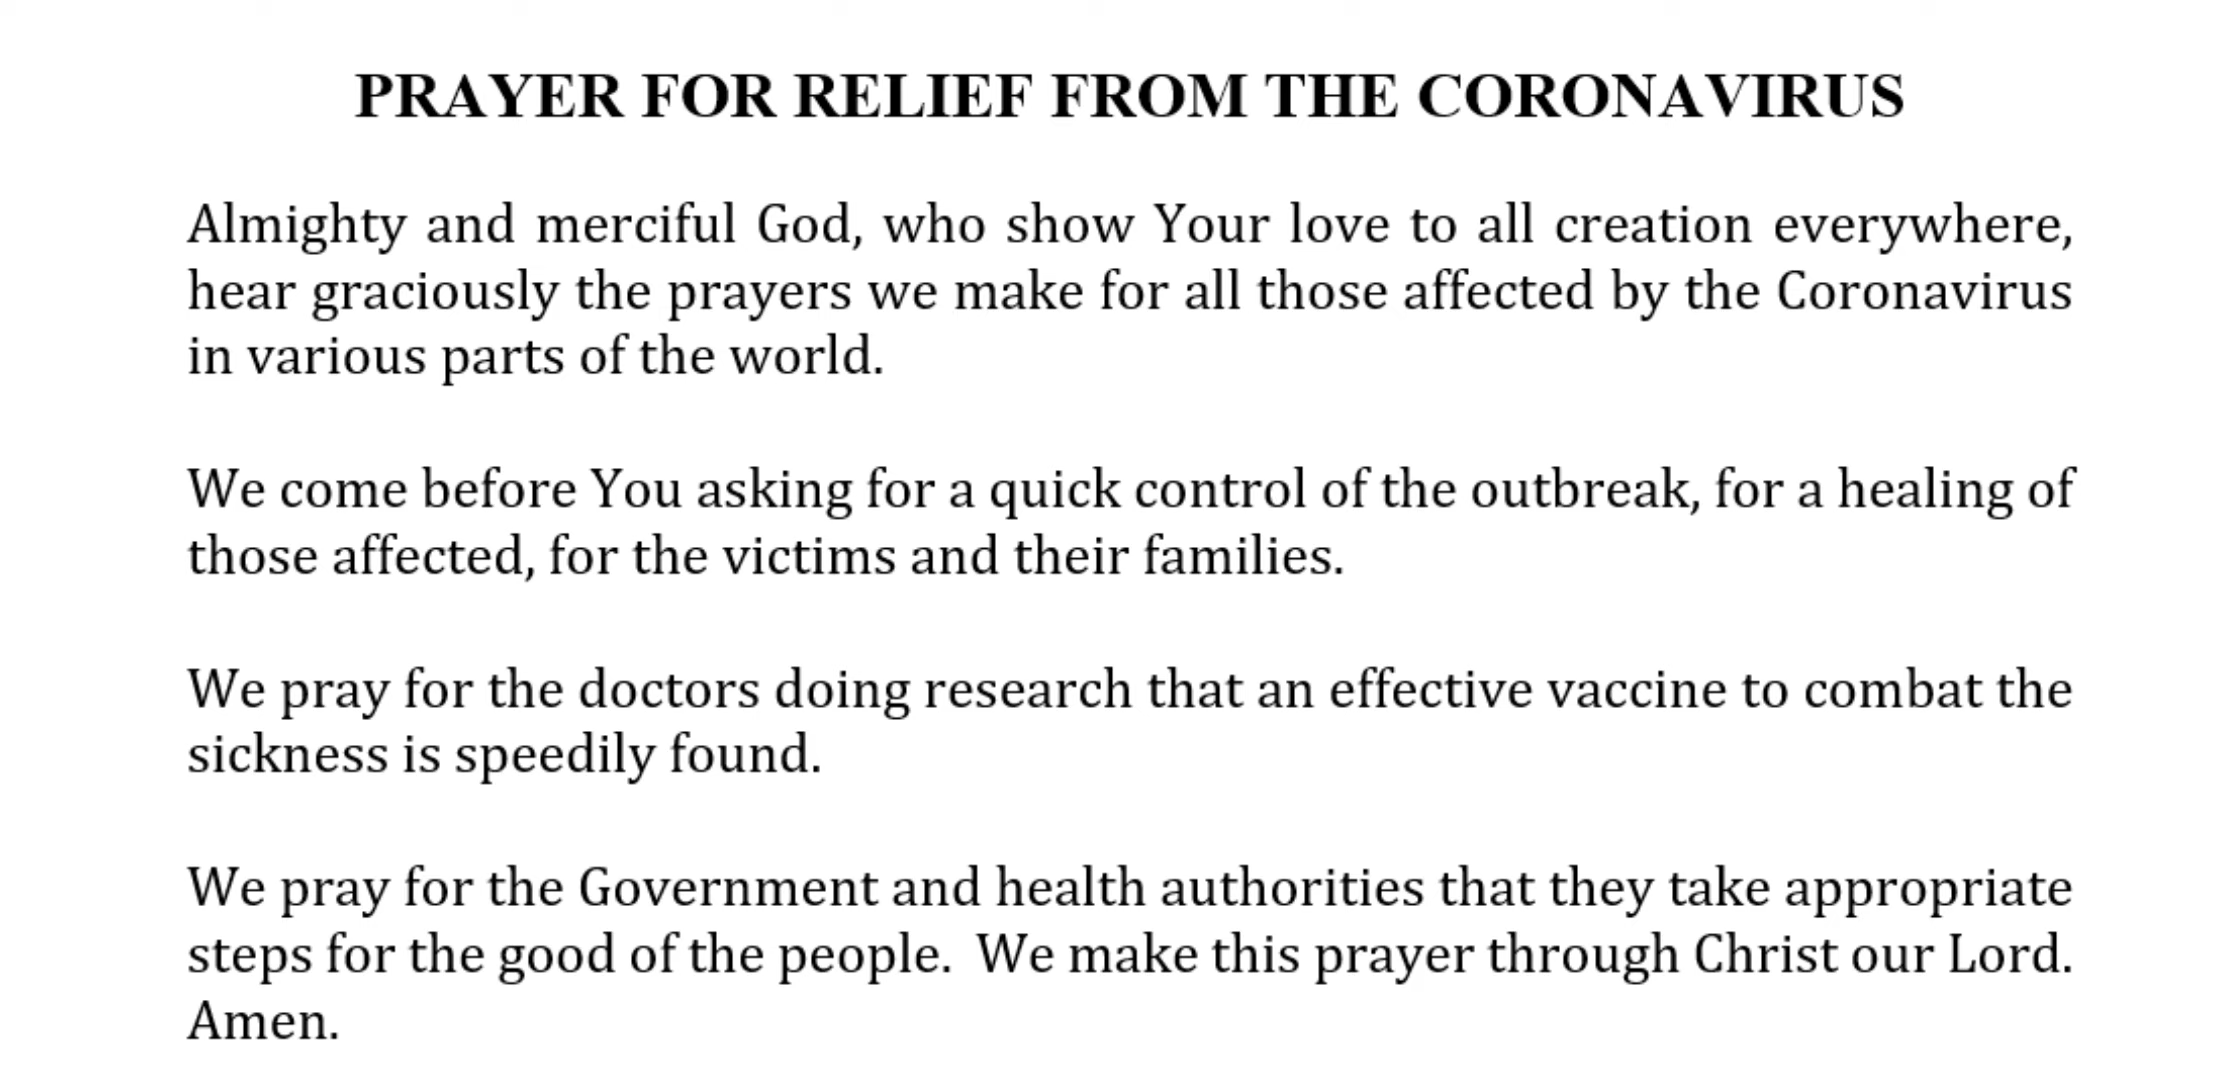 PRAYER FOR RELIEF FROM THE CORONAVIRUS
Almighty and merciful God, who show Your love to all creation everywhere,
hear graciously the prayers we make for all those affected by the Coronavirus
in various parts of the world.
We come before You asking for a quick control of the outbreak, for a healing of
those affected, for the victims and their families.
We pray for the doctors doing research that an effective vaccine to combat the
sickness is speedily found.
We pray for the Government and health authorities that they take appropriate
steps for the good of the people.  We make this prayer through Christ our Lord.
Amen.